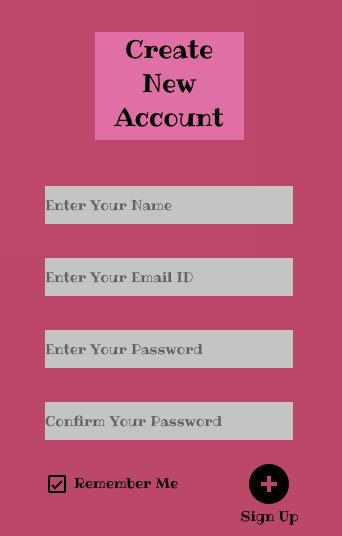 Create
New
Account
Enter Your Name
Enter Your Email ID
Enter Your Password
Confirm Your Password
Remember Me
Sign Up